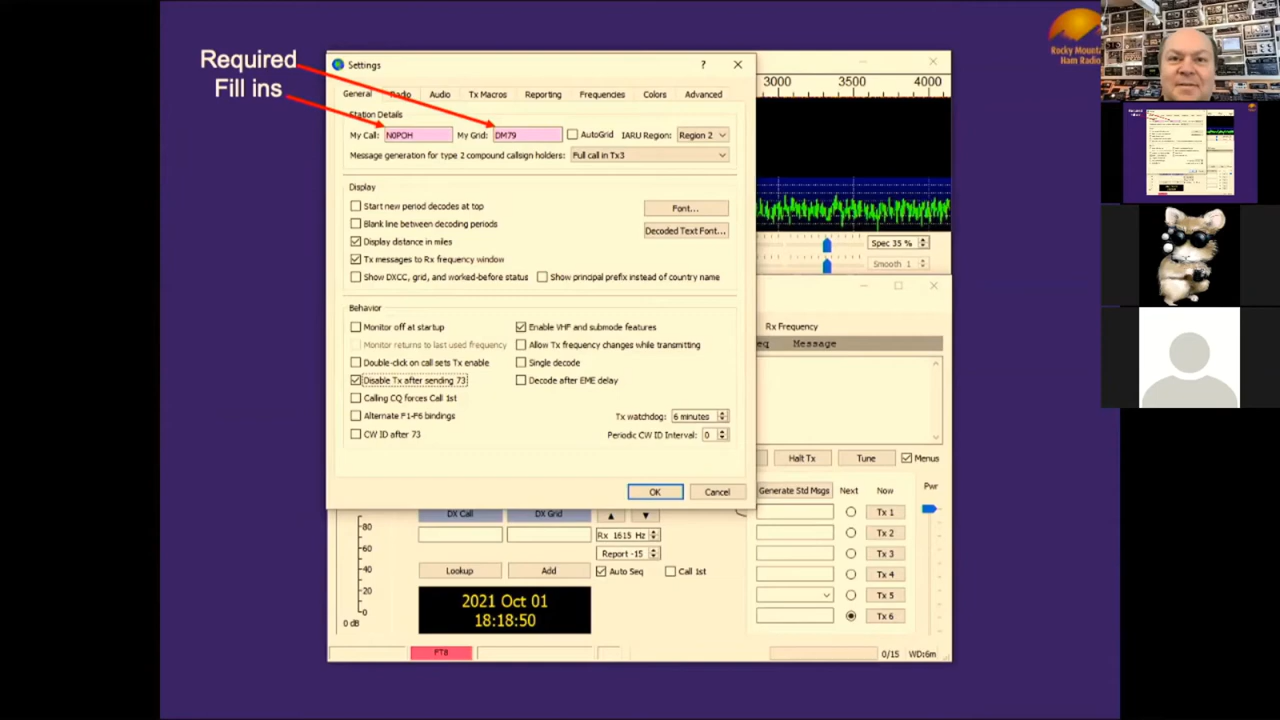 Required
Fill ins
Rocky Mountain
Ham Radio
Settings
?
General Radio Audio Tx Macros Reporting Frequencies Colors Advanced
Station Details
My Call: N0POH My Grid: DM79 AutoGrid IARU Region: Region 2
Message generation for type 2 compound callsign holders: Full call in Tx3
Display
Start new period decodes at top
Font...
Blank line between decoding periods
Decoded Text Font...
Display distance in miles
Tx messages to Rx frequency window
Show DXCC, grid, and worked-before status Show principal prefix instead of country name
Behavior
Monitor off at startup Enable VHF and submode features
Monitor returns to last used frequency Allow Tx frequency changes while transmitting
Double-click on call sets Tx enable Single decode
Disable Tx after sending 73 Decode after EME delay
Calling CQ forces Call 1st
Alternate F1-F6 bindings Tx watchdog: 6 minutes
CW ID after 73 Periodic CW ID Interval: 0
OK Cancel
3000 3500 4000
Spec 35 %
Smooth 1
Rx Frequency
eq Message
Halt Tx Tune Menus
Generate Std Msgs Next Now Pwr
Tx 1
Tx 2
Tx 3
Tx 4
Tx 5
Tx 6
DX Call DX Grid
Rx 1615 Hz
Report -15
Lookup Add Auto Seq Call 1st
80
60
40
20
0
0 dB
2021 Oct 01
18:18:50
FT8 0/15 WD:6m